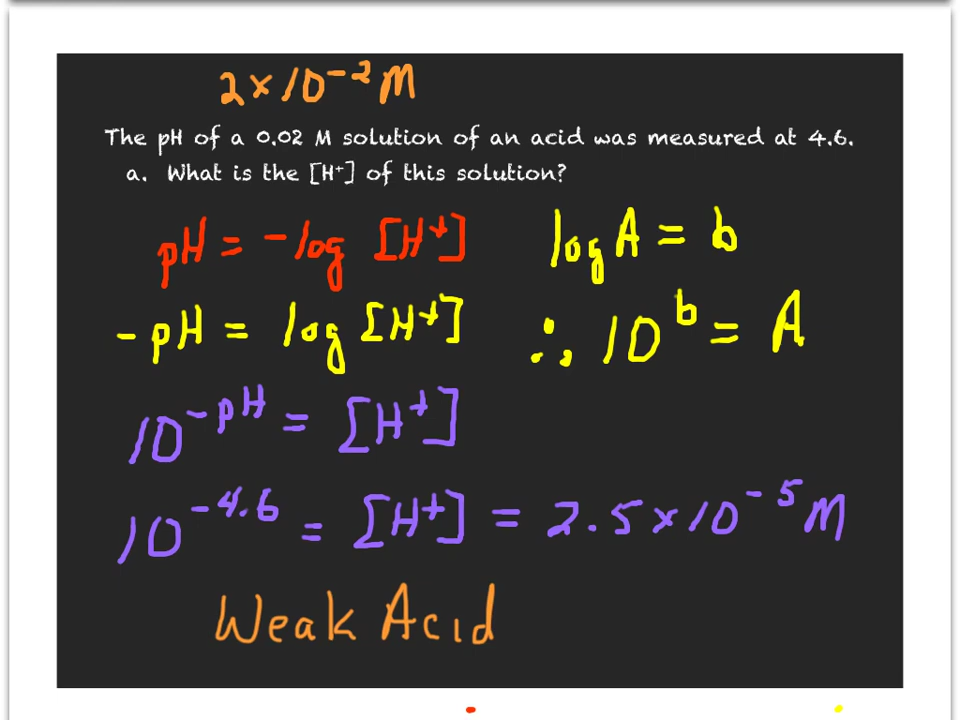 2 × 10⁻² M
The pH of a 0.02 M solution of an acid was measured at 4.6.
a. What is the [H⁺] of this solution?
pH = -log [H⁺]
log A = b
-pH = log [H⁺]
∴ 10ᵇ = A
10^-pH = [H⁺]
10^-4.6 = [H⁺] = 2.5 × 10⁻⁵ M
Weak Acid